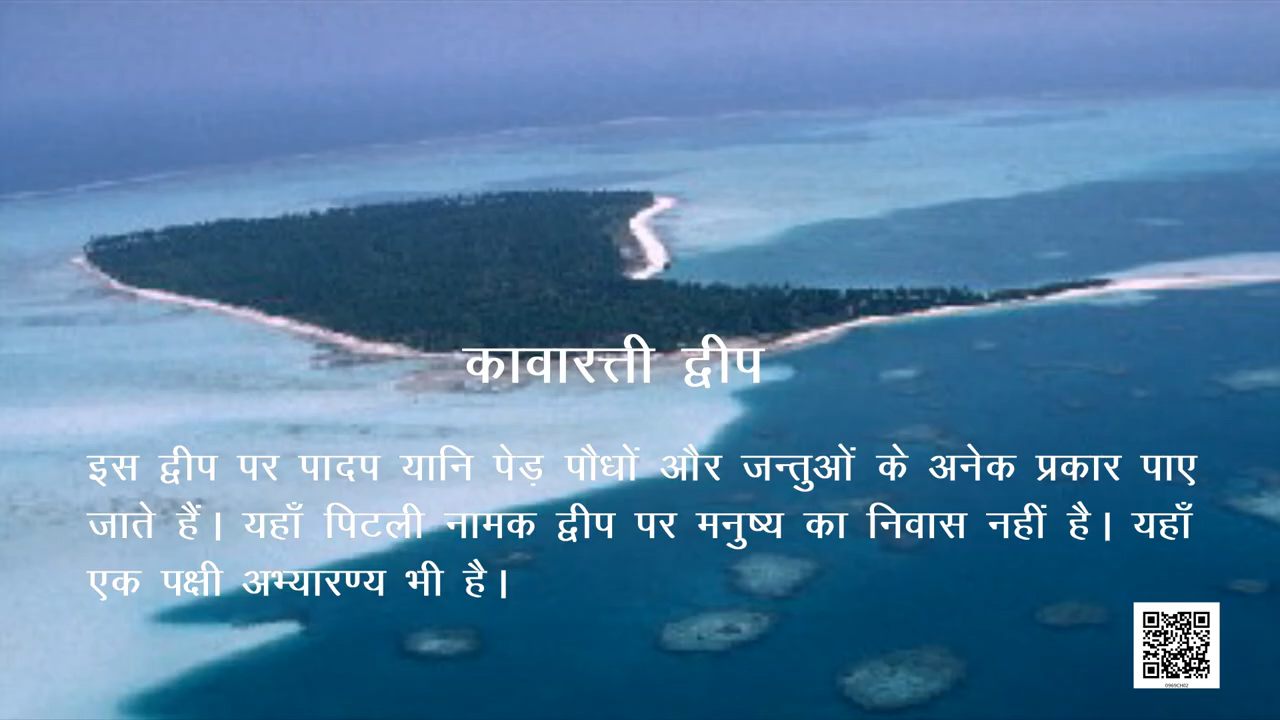 कावारत्ती द्वीप
इस द्वीप पर पादप यानि पेड़ पौधों और जन्तुओं के अनेक प्रकार पाए
जाते हैं। यहाँ पिटली नामक द्वीप पर मनुष्य का निवास नहीं है। यहाँ
एक पक्षी अभ्यारण्य भी है।
0969CH02